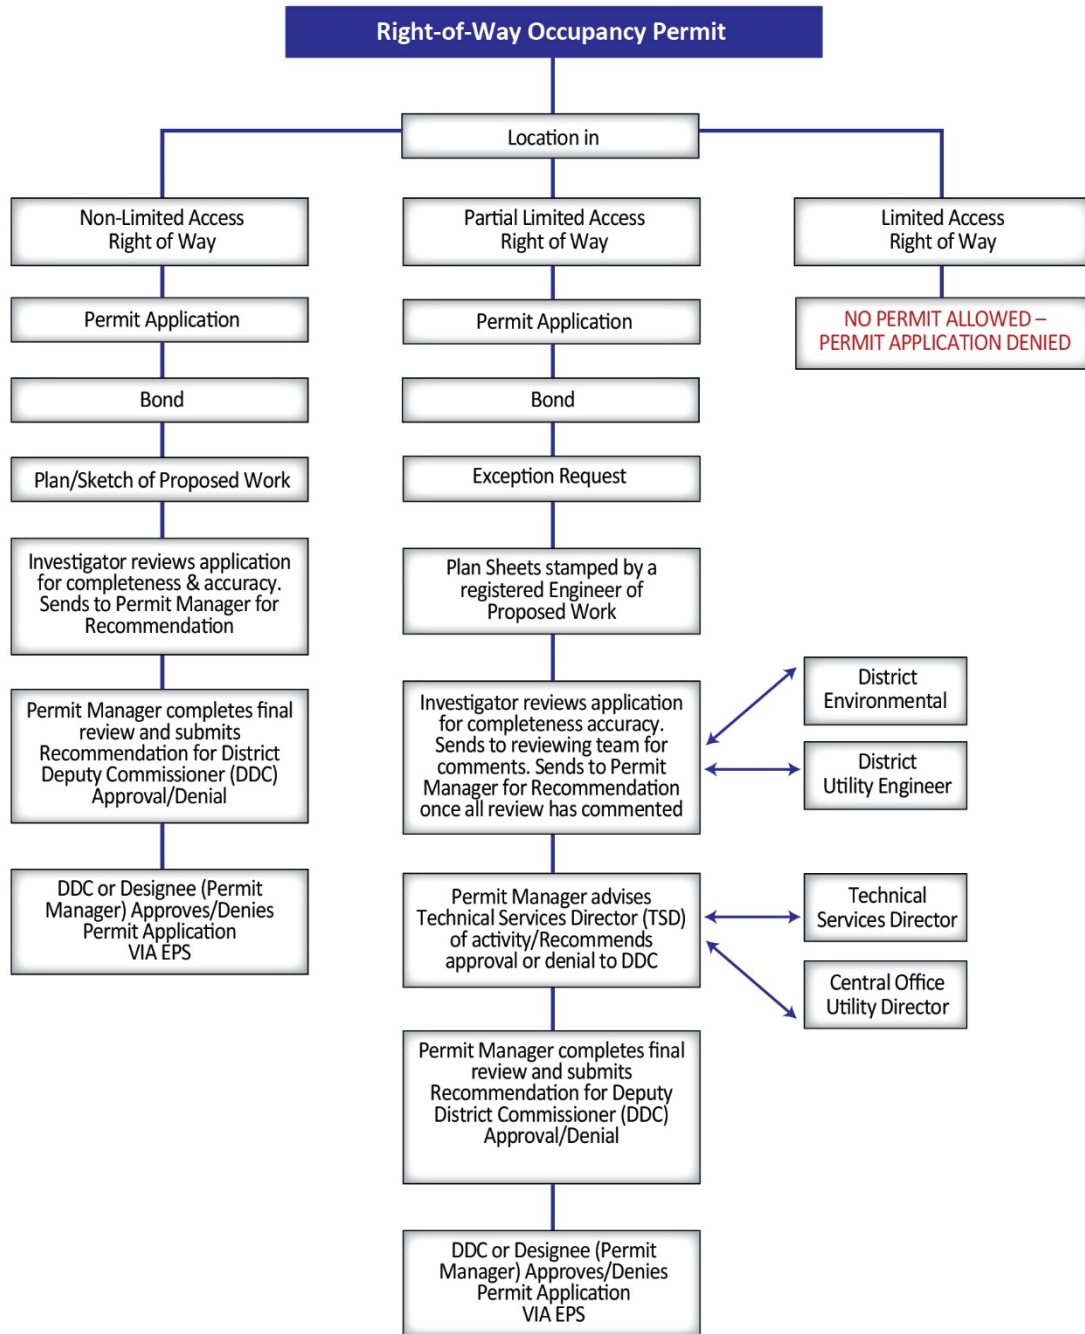 Right-of-Way Occupancy Permit
Location in
Non-Limited Access
Right of Way
Permit Application
Bond
Plan/Sketch of Proposed Work
Investigator reviews application
for completeness & accuracy.
Sends to Permit Manager for
Recommendation
Permit Manager completes final
review and submits
Recommendation for District
Deputy Commissioner (DDC)
Approval/Denial
DDC or Designee (Permit
Manager) Approves/Denies
Permit Application
VIA EPS
Partial Limited Access
Right of Way
Permit Application
Bond
Exception Request
Plan Sheets stamped by a
registered Engineer of
Proposed Work
Investigator reviews application
for completeness accuracy.
Sends to reviewing team for
comments. Sends to Permit
Manager for Recommendation
once all review has commented
District
Environmental
District
Utility Engineer
Permit Manager advises
Technical Services Director (TSD)
of activity/Recommends
approval or denial to DDC
Technical
Services Director
Central Office
Utility Director
Permit Manager completes final
review and submits
Recommendation for Deputy
District Commissioner (DDC)
Approval/Denial
DDC or Designee (Permit
Manager) Approves/Denies
Permit Application
VIA EPS
Limited Access
Right of Way
NO PERMIT ALLOWED –
PERMIT APPLICATION DENIED